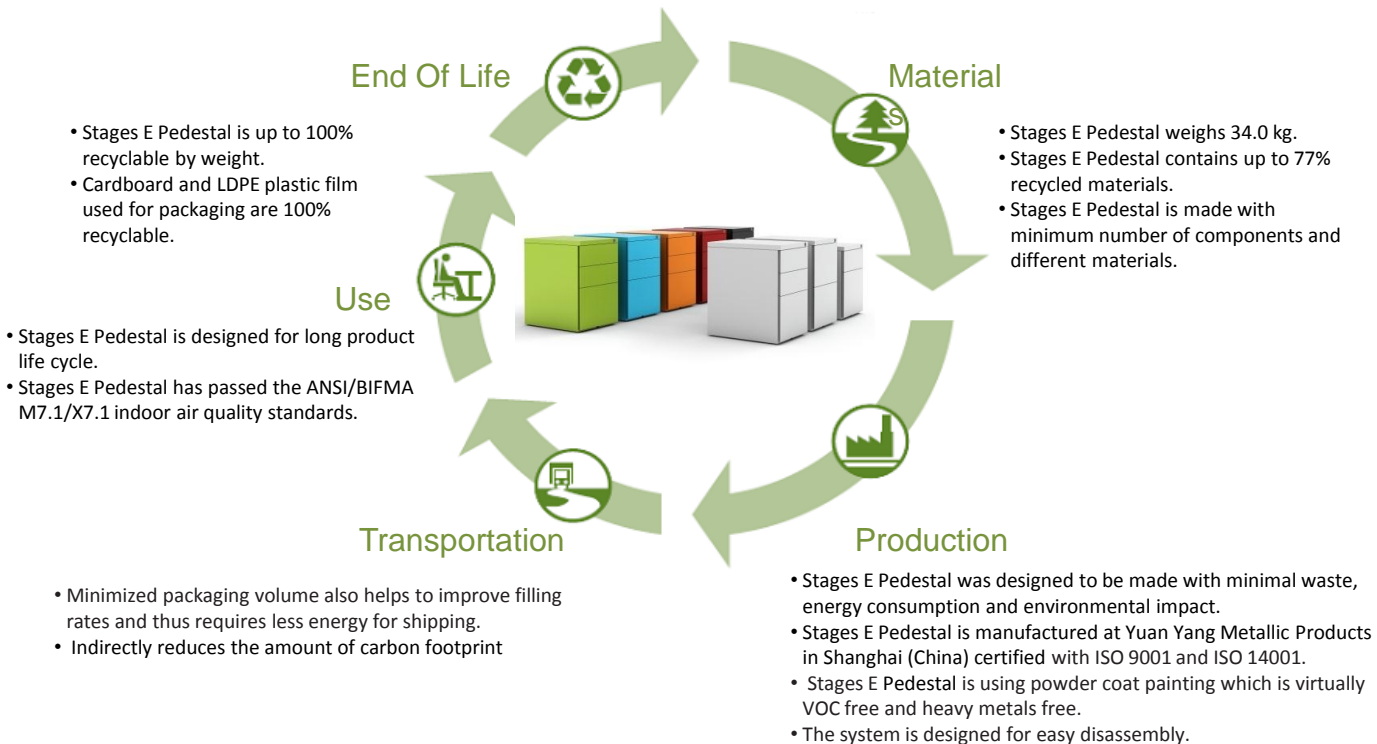 End Of Life
• Stages E Pedestal is up to 100%
recyclable by weight.
• Cardboard and LDPE plastic film
used for packaging are 100%
recyclable.
Material
S
• Stages E Pedestal weighs 34.0 kg.
• Stages E Pedestal contains up to 77%
recycled materials.
• Stages E Pedestal is made with
minimum number of components and
different materials.
Use
• Stages E Pedestal is designed for long product
life cycle.
• Stages E Pedestal has passed the ANSI/BIFMA
M7.1/X7.1 indoor air quality standards.
Transportation
• Minimized packaging volume also helps to improve filling
rates and thus requires less energy for shipping.
• Indirectly reduces the amount of carbon footprint
Production
• Stages E Pedestal was designed to be made with minimal waste,
energy consumption and environmental impact.
• Stages E Pedestal is manufactured at Yuan Yang Metallic Products
in Shanghai (China) certified with ISO 9001 and ISO 14001.
• Stages E Pedestal is using powder coat painting which is virtually
VOC free and heavy metals free.
• The system is designed for easy disassembly.